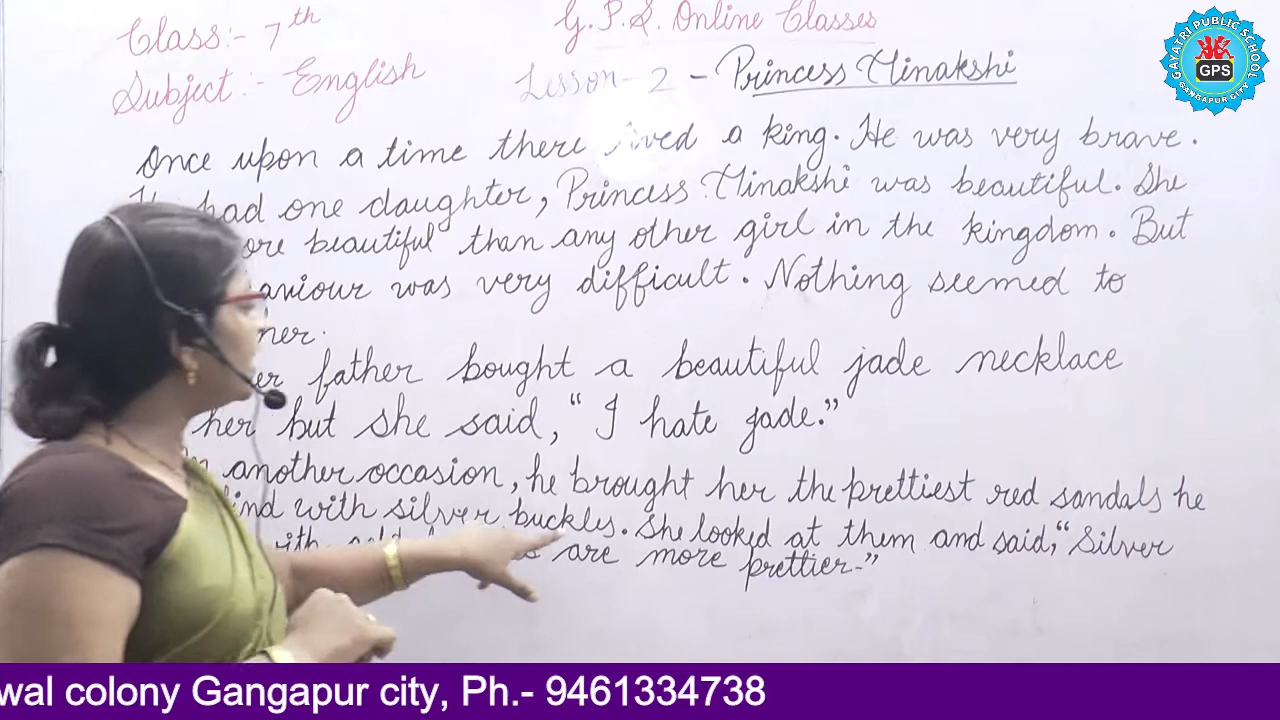 Class:- 7th
G.P.S. Online Classes
Subject:- English
Lesson-2 - Princess Minakshi
Once upon a time there lived a king. He was very brave.
had one daughter, Princess Minakshi was beautiful. She
beautiful than any other girl in the kingdom. But
was very difficult. Nothing seemed to
her.
father bought a beautiful jade necklace
her but she said, "I hate jade."
another occasion, he brought her the prettiest red sandals he
with silver buckles. She looked at them and said, "Silver
are more prettier."
GAYATRI PUBLIC SCHOOL
GPS
GANGAPUR CITY
wal colony Gangapur city, Ph.- 9461334738